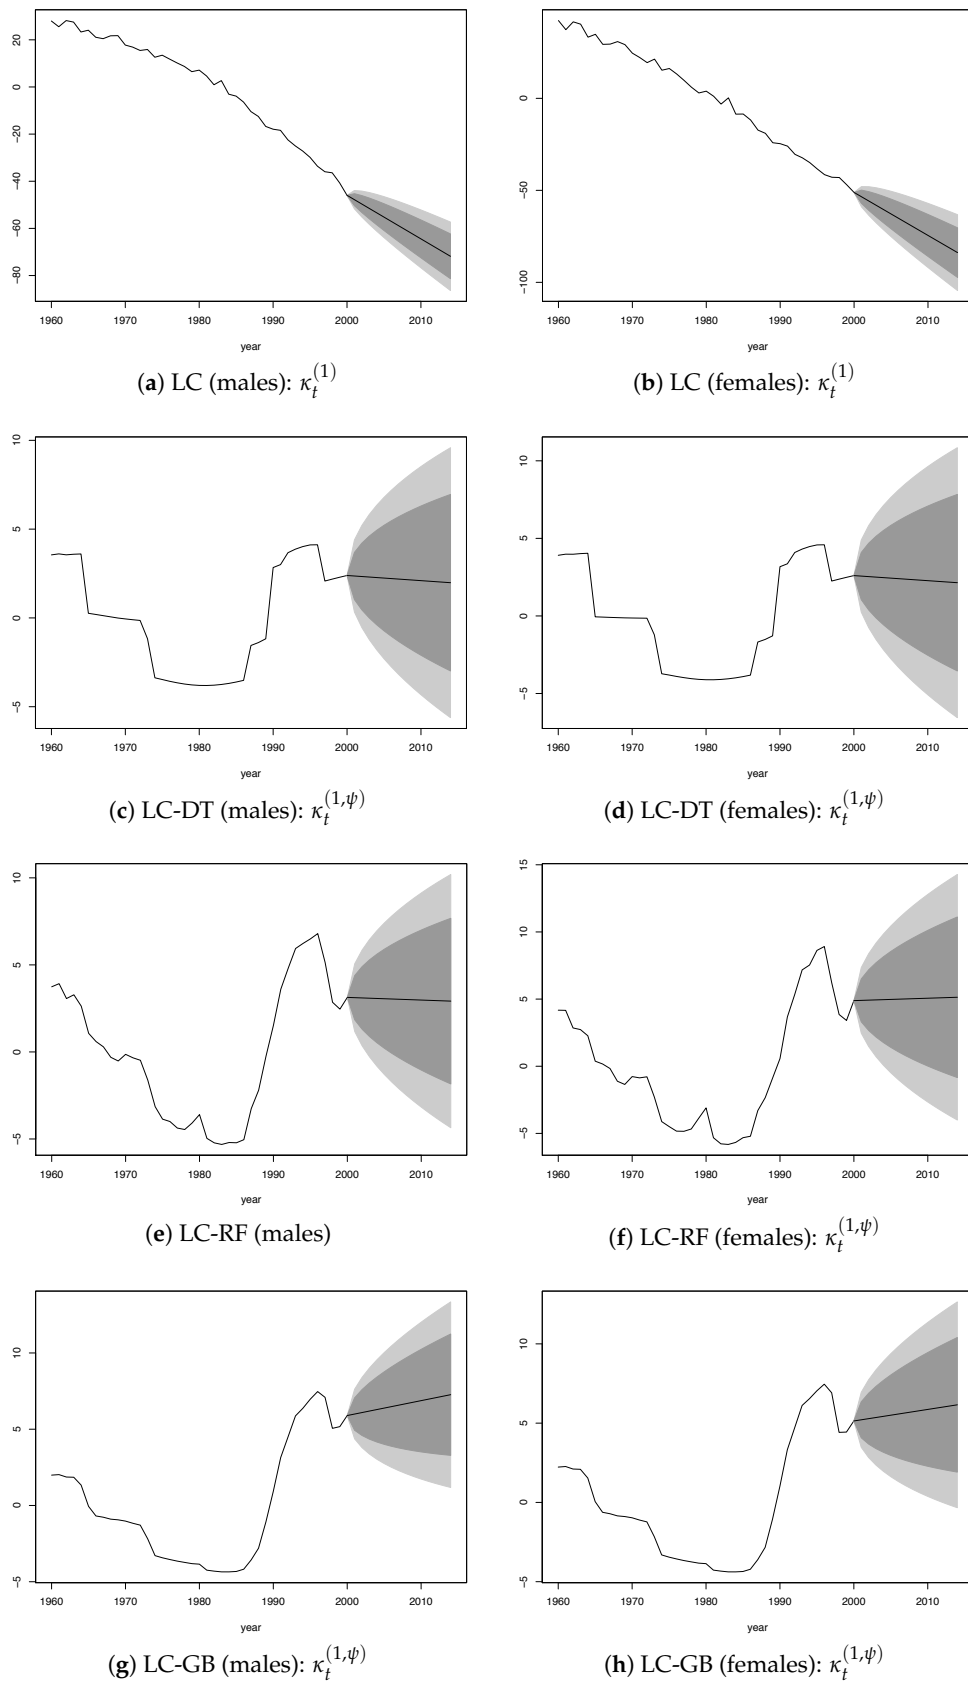 20
0
−20
−40
−60
−80
1960 1970 1980 1990 2000 2010
year
(a) LC (males): κ_t^(1)
0
−50
−100
1960 1970 1980 1990 2000 2010
year
(b) LC (females): κ_t^(1)
10
5
0
−5
1960 1970 1980 1990 2000 2010
year
(c) LC-DT (males): κ_t^(1,ψ)
10
5
0
−5
1960 1970 1980 1990 2000 2010
year
(d) LC-DT (females): κ_t^(1,ψ)
10
5
0
−5
1960 1970 1980 1990 2000 2010
year
(e) LC-RF (males)
15
10
5
0
−5
1960 1970 1980 1990 2000 2010
year
(f) LC-RF (females): κ_t^(1,ψ)
10
5
0
−5
1960 1970 1980 1990 2000 2010
year
(g) LC-GB (males): κ_t^(1,ψ)
10
5
0
−5
1960 1970 1980 1990 2000 2010
year
(h) LC-GB (females): κ_t^(1,ψ)